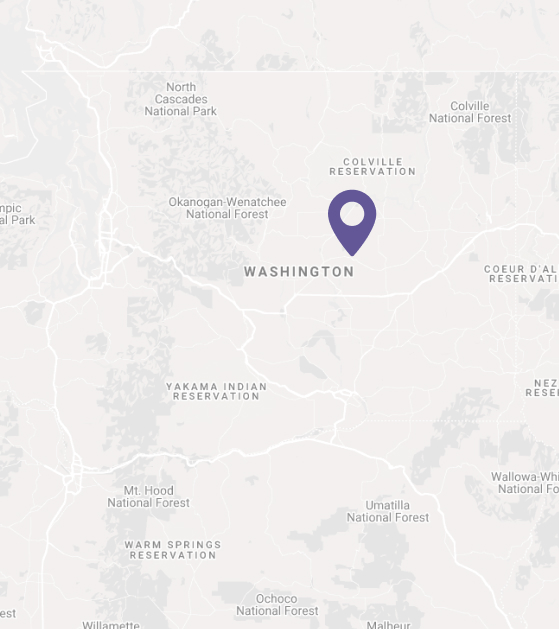 North
Cascades
National Park
Colville
National Forest
COLVILLE
RESERVATION
Okanogan-Wenatchee
National Forest
mpic
al Park
WASHINGTON
COEUR D'AL
RESERVATI
YAKAMA INDIAN
RESERVATION
NEZ
RESE
Mt. Hood
National Forest
Wallowa-Whi
National Fo
Umatilla
National Forest
WARM SPRINGS
RESERVATION
Ochoco
National Forest
est
Willamette
Malheur